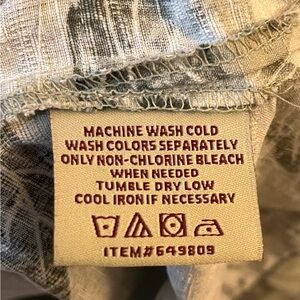 MACHINE WASH COLD
WASH COLORS SEPARATELY
ONLY NON-CHLORINE BLEACH
WHEN NEEDED
TUMBLE DRY LOW
COOL IRON IF NECESSARY
ITEM#649809